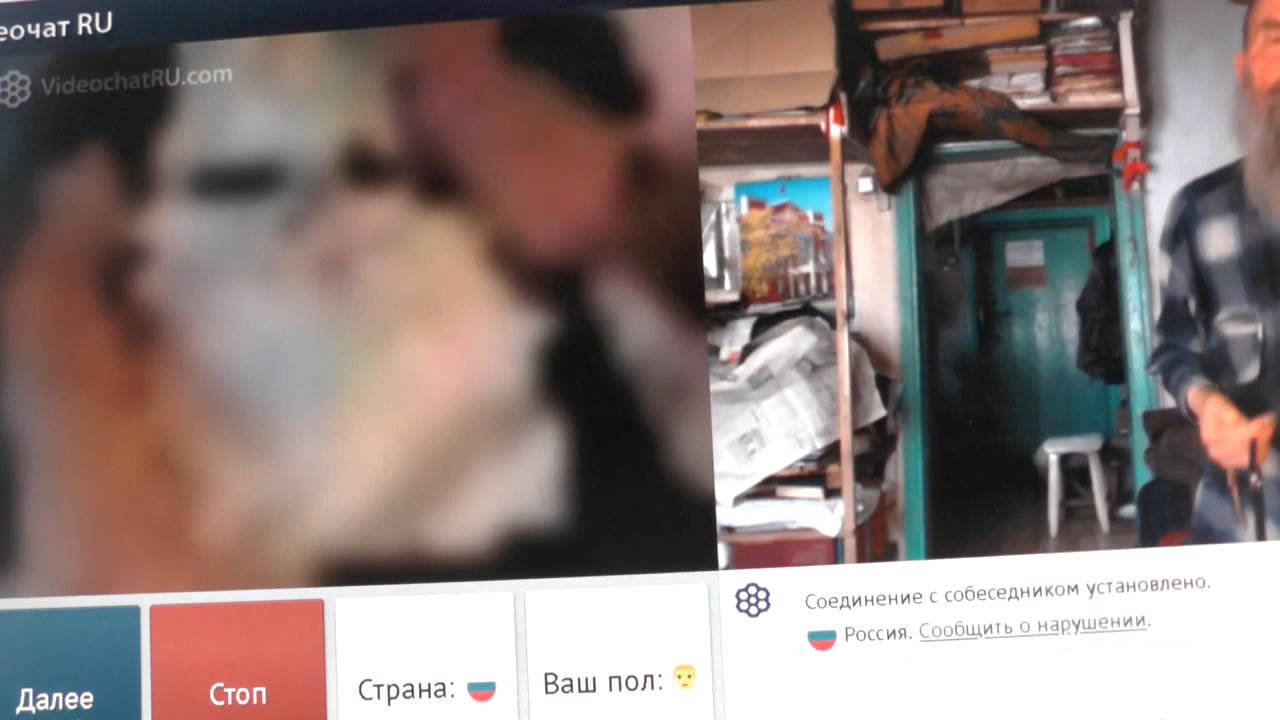 еочат RU
VideochatRU.com
Далее
Стоп
Страна:
Ваш пол:
Соединение с собеседником установлено.
Россия. Сообщить о нарушении.